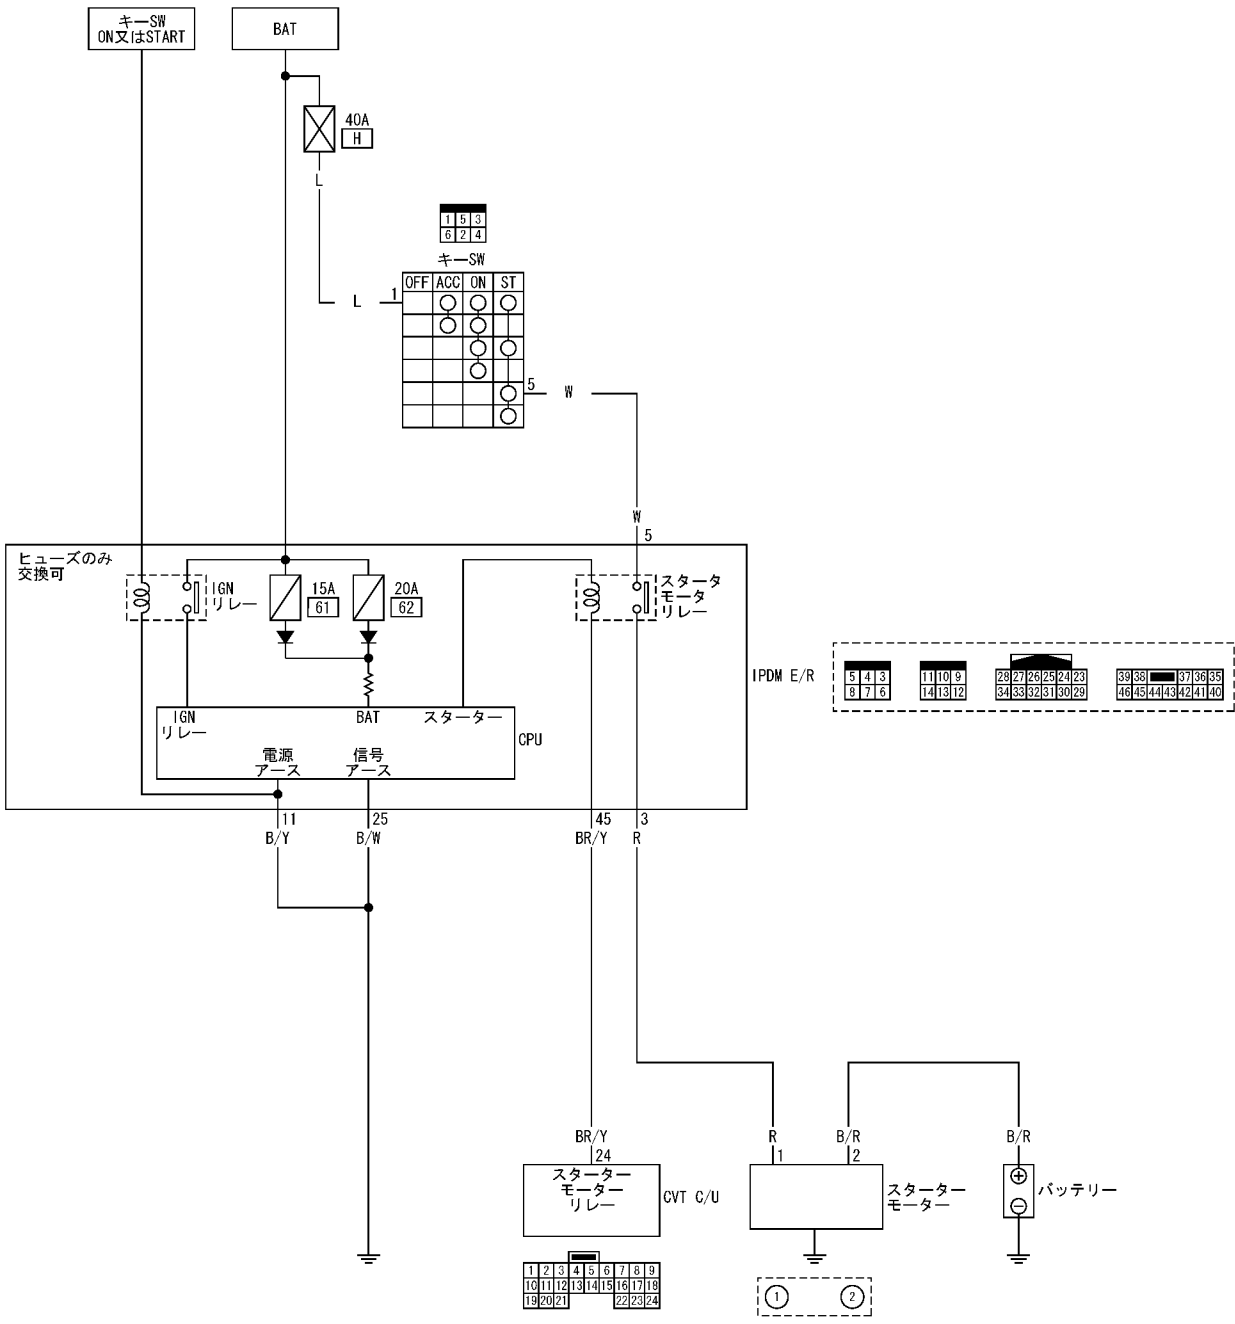 キーSW
ON又はSTART
BAT
40A
H
L
1 5 3
6 2 4
キーSW
OFF ACC ON ST
L 1
5 W
W
5
ヒューズのみ
交換可
IGN
リレー
15A
61
20A
62
スタータ
モータ
リレー
IPDM E/R
5 4 3
8 7 6
11 10 9
14 13 12
28 27 26 25 24 23
34 33 32 31 30 29
39 38 37 36 35
46 45 44 43 42 41 40
IGN
リレー
BAT
スターター
CPU
電源
アース
信号
アース
11
B/Y
25
B/W
45
BR/Y
3
R
BR/Y
24
R
1
B/R
2
B/R
スターター
モーター
リレー
CVT C/U
スターター
モーター
バッテリー
1 2 3 4 5 6 7 8 9
10 11 12 13 14 15 16 17 18
19 20 21 22 23 24
1 2